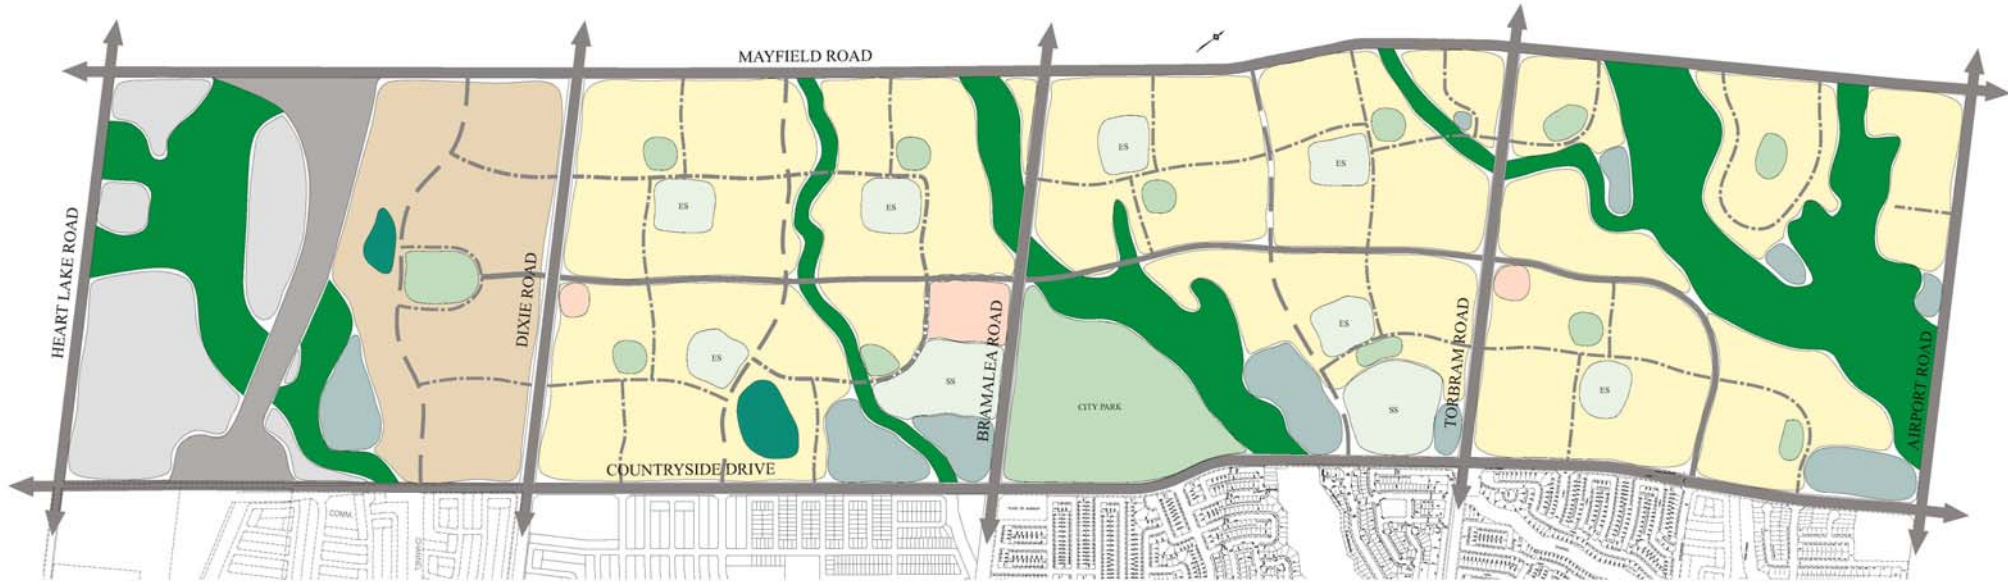 MAYFIELD ROAD
HEART LAKE ROAD
DIXIE ROAD
BRAMALEA ROAD
TORBRAM ROAD
AIRPORT ROAD
ES
ES
ES
ES
ES
ES
ES
SS
SS
CITY PARK
COUNTRYSIDE DRIVE
COMM.